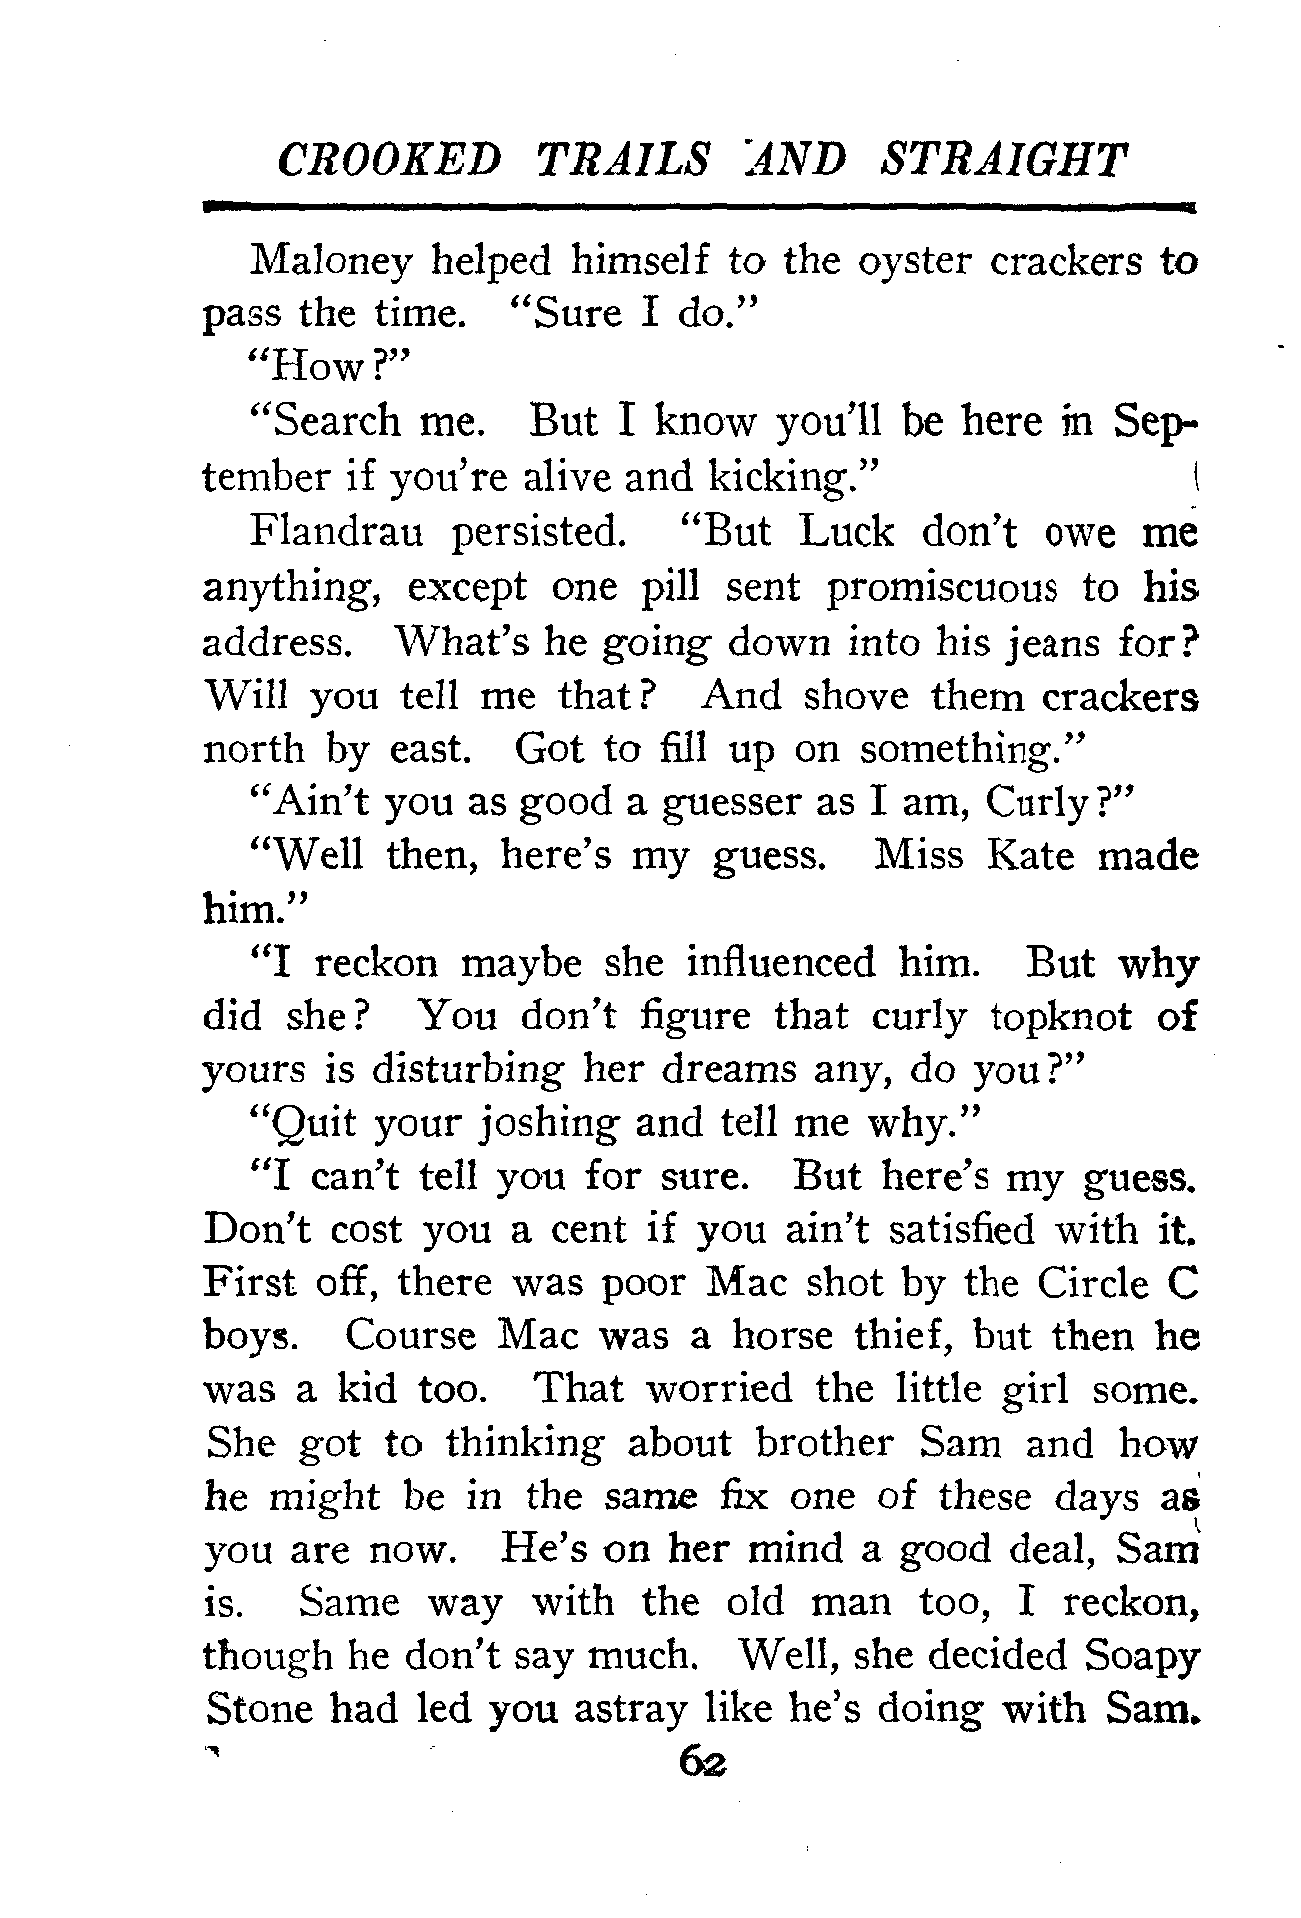 CROOKED TRAILS AND STRAIGHT
Maloney helped himself to the oyster crackers to
pass the time. "Sure I do."
"How?"
"Search me. But I know you'll be here in Sep-
tember if you're alive and kicking."
Flandrau persisted. "But Luck don't owe me
anything, except one pill sent promiscuous to his
address. What's he going down into his jeans for?
Will you tell me that? And shove them crackers
north by east. Got to fill up on something."
"Ain't you as good a guesser as I am, Curly?"
"Well then, here's my guess. Miss Kate made
him."
"I reckon maybe she influenced him. But why
did she? You don't figure that curly topknot of
yours is disturbing her dreams any, do you?"
"Quit your joshing and tell me why."
"I can't tell you for sure. But here's my guess.
Don't cost you a cent if you ain't satisfied with it.
First off, there was poor Mac shot by the Circle C
boys. Course Mac was a horse thief, but then he
was a kid too. That worried the little girl some.
She got to thinking about brother Sam and how
he might be in the same fix one of these days as
you are now. He's on her mind a good deal, Sam
is. Same way with the old man too, I reckon,
though he don't say much. Well, she decided Soapy
Stone had led you astray like he's doing with Sam.
62